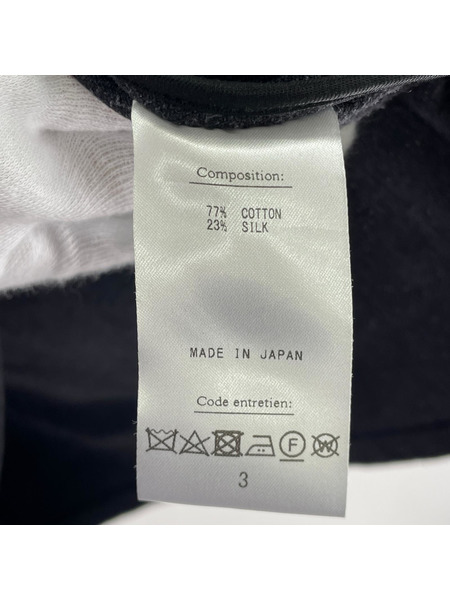 Composition:
77% COTTON
23% SILK
MADE IN JAPAN
Code entretien:
F W
3